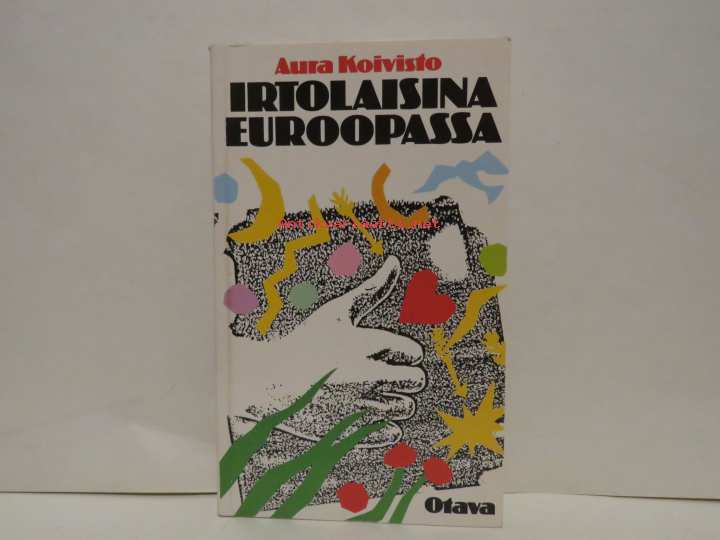 Aura Koivisto
IRTOLAISINA
EUROOPASSA
Otava